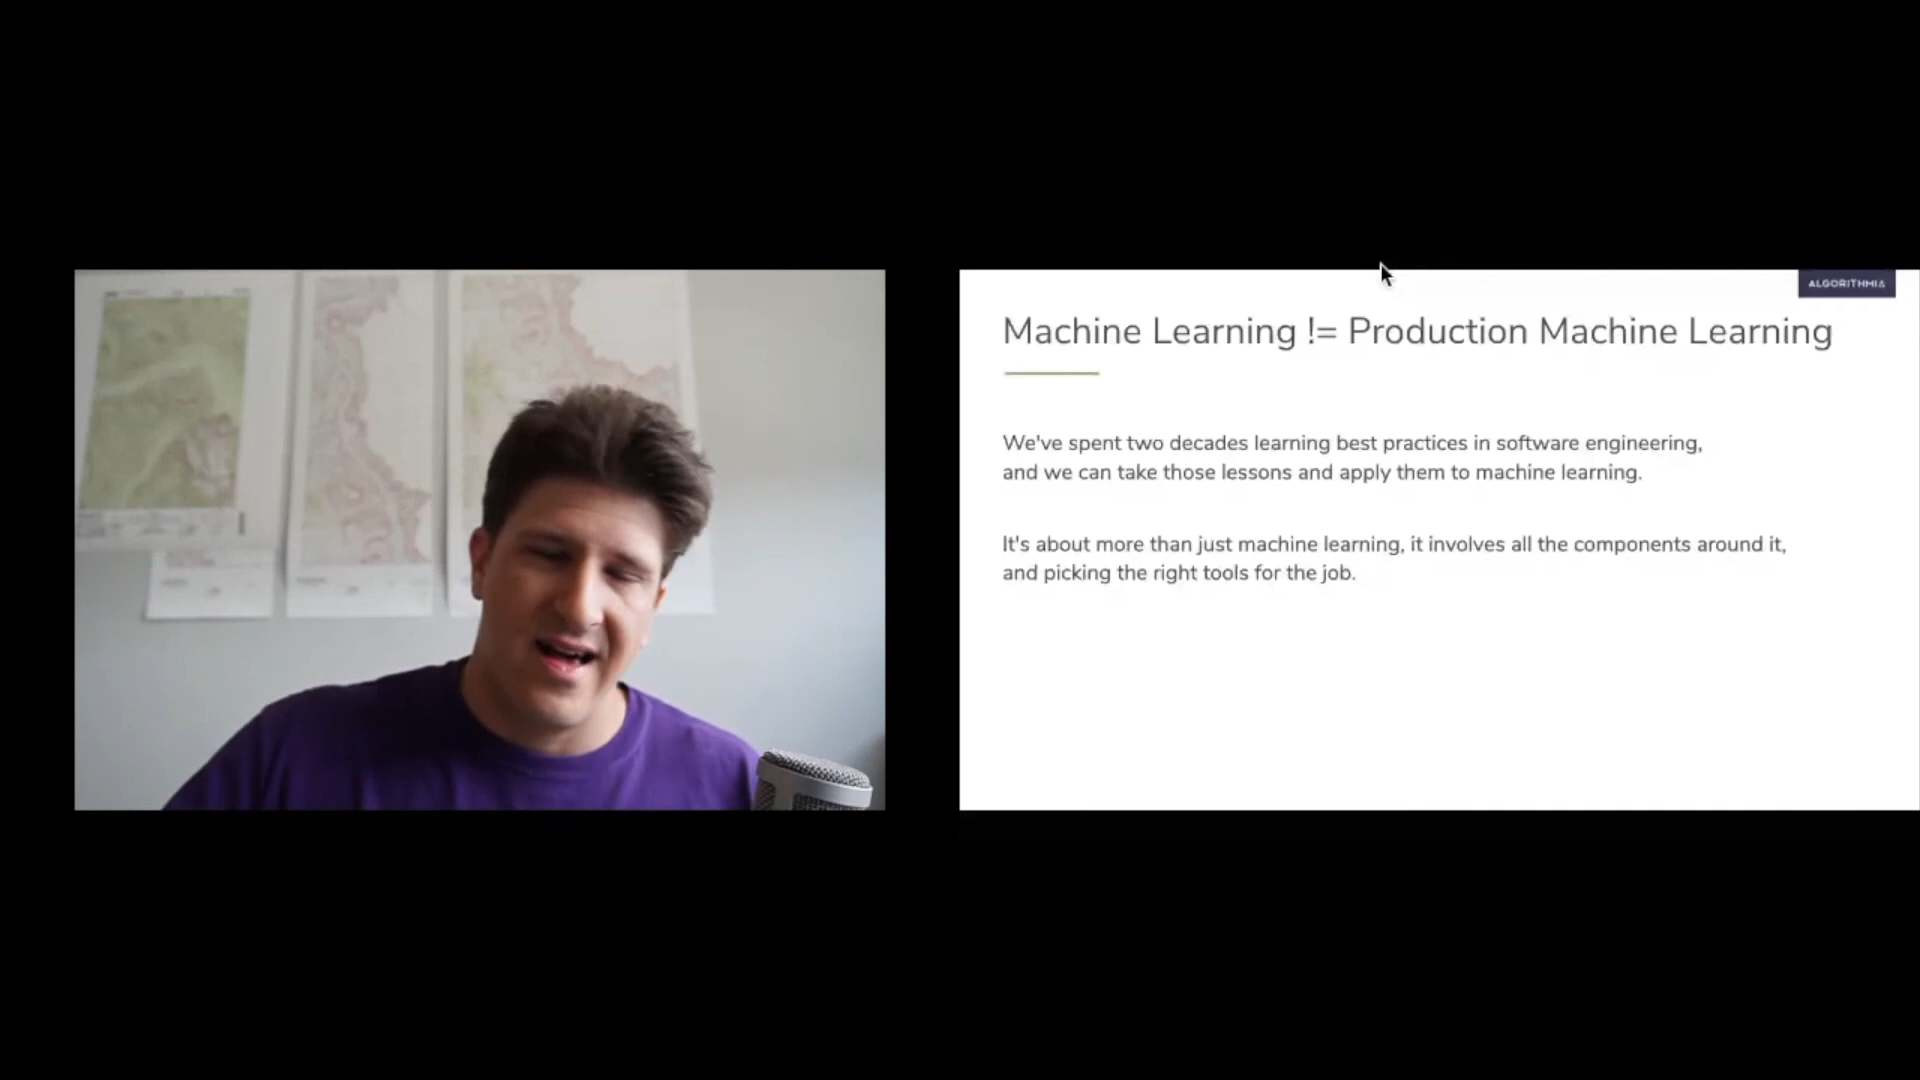 ALGORITHMIA
Machine Learning != Production Machine Learning
We've spent two decades learning best practices in software engineering,
and we can take those lessons and apply them to machine learning.
It's about more than just machine learning, it involves all the components around it,
and picking the right tools for the job.